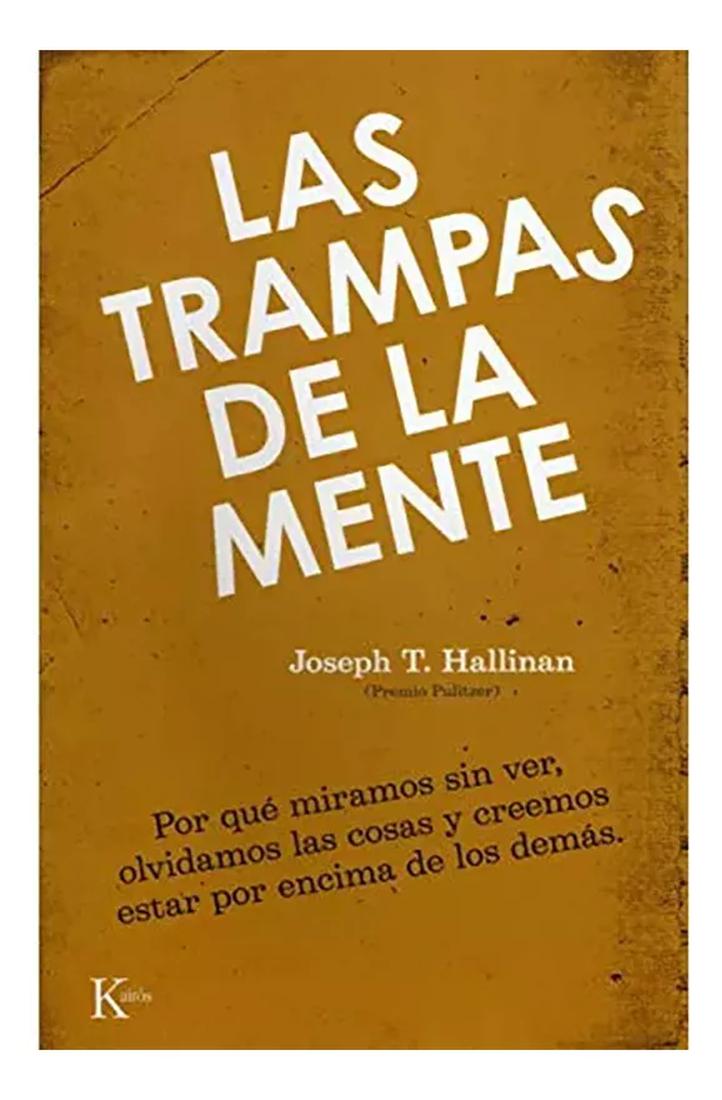 LAS
TRAMPAS
DE LA
MENTE
Joseph T. Hallinan
(Premio Pulitzer)
Por qué miramos sin ver,
olvidamos las cosas y creemos
estar por encima de los demás.
Kairós